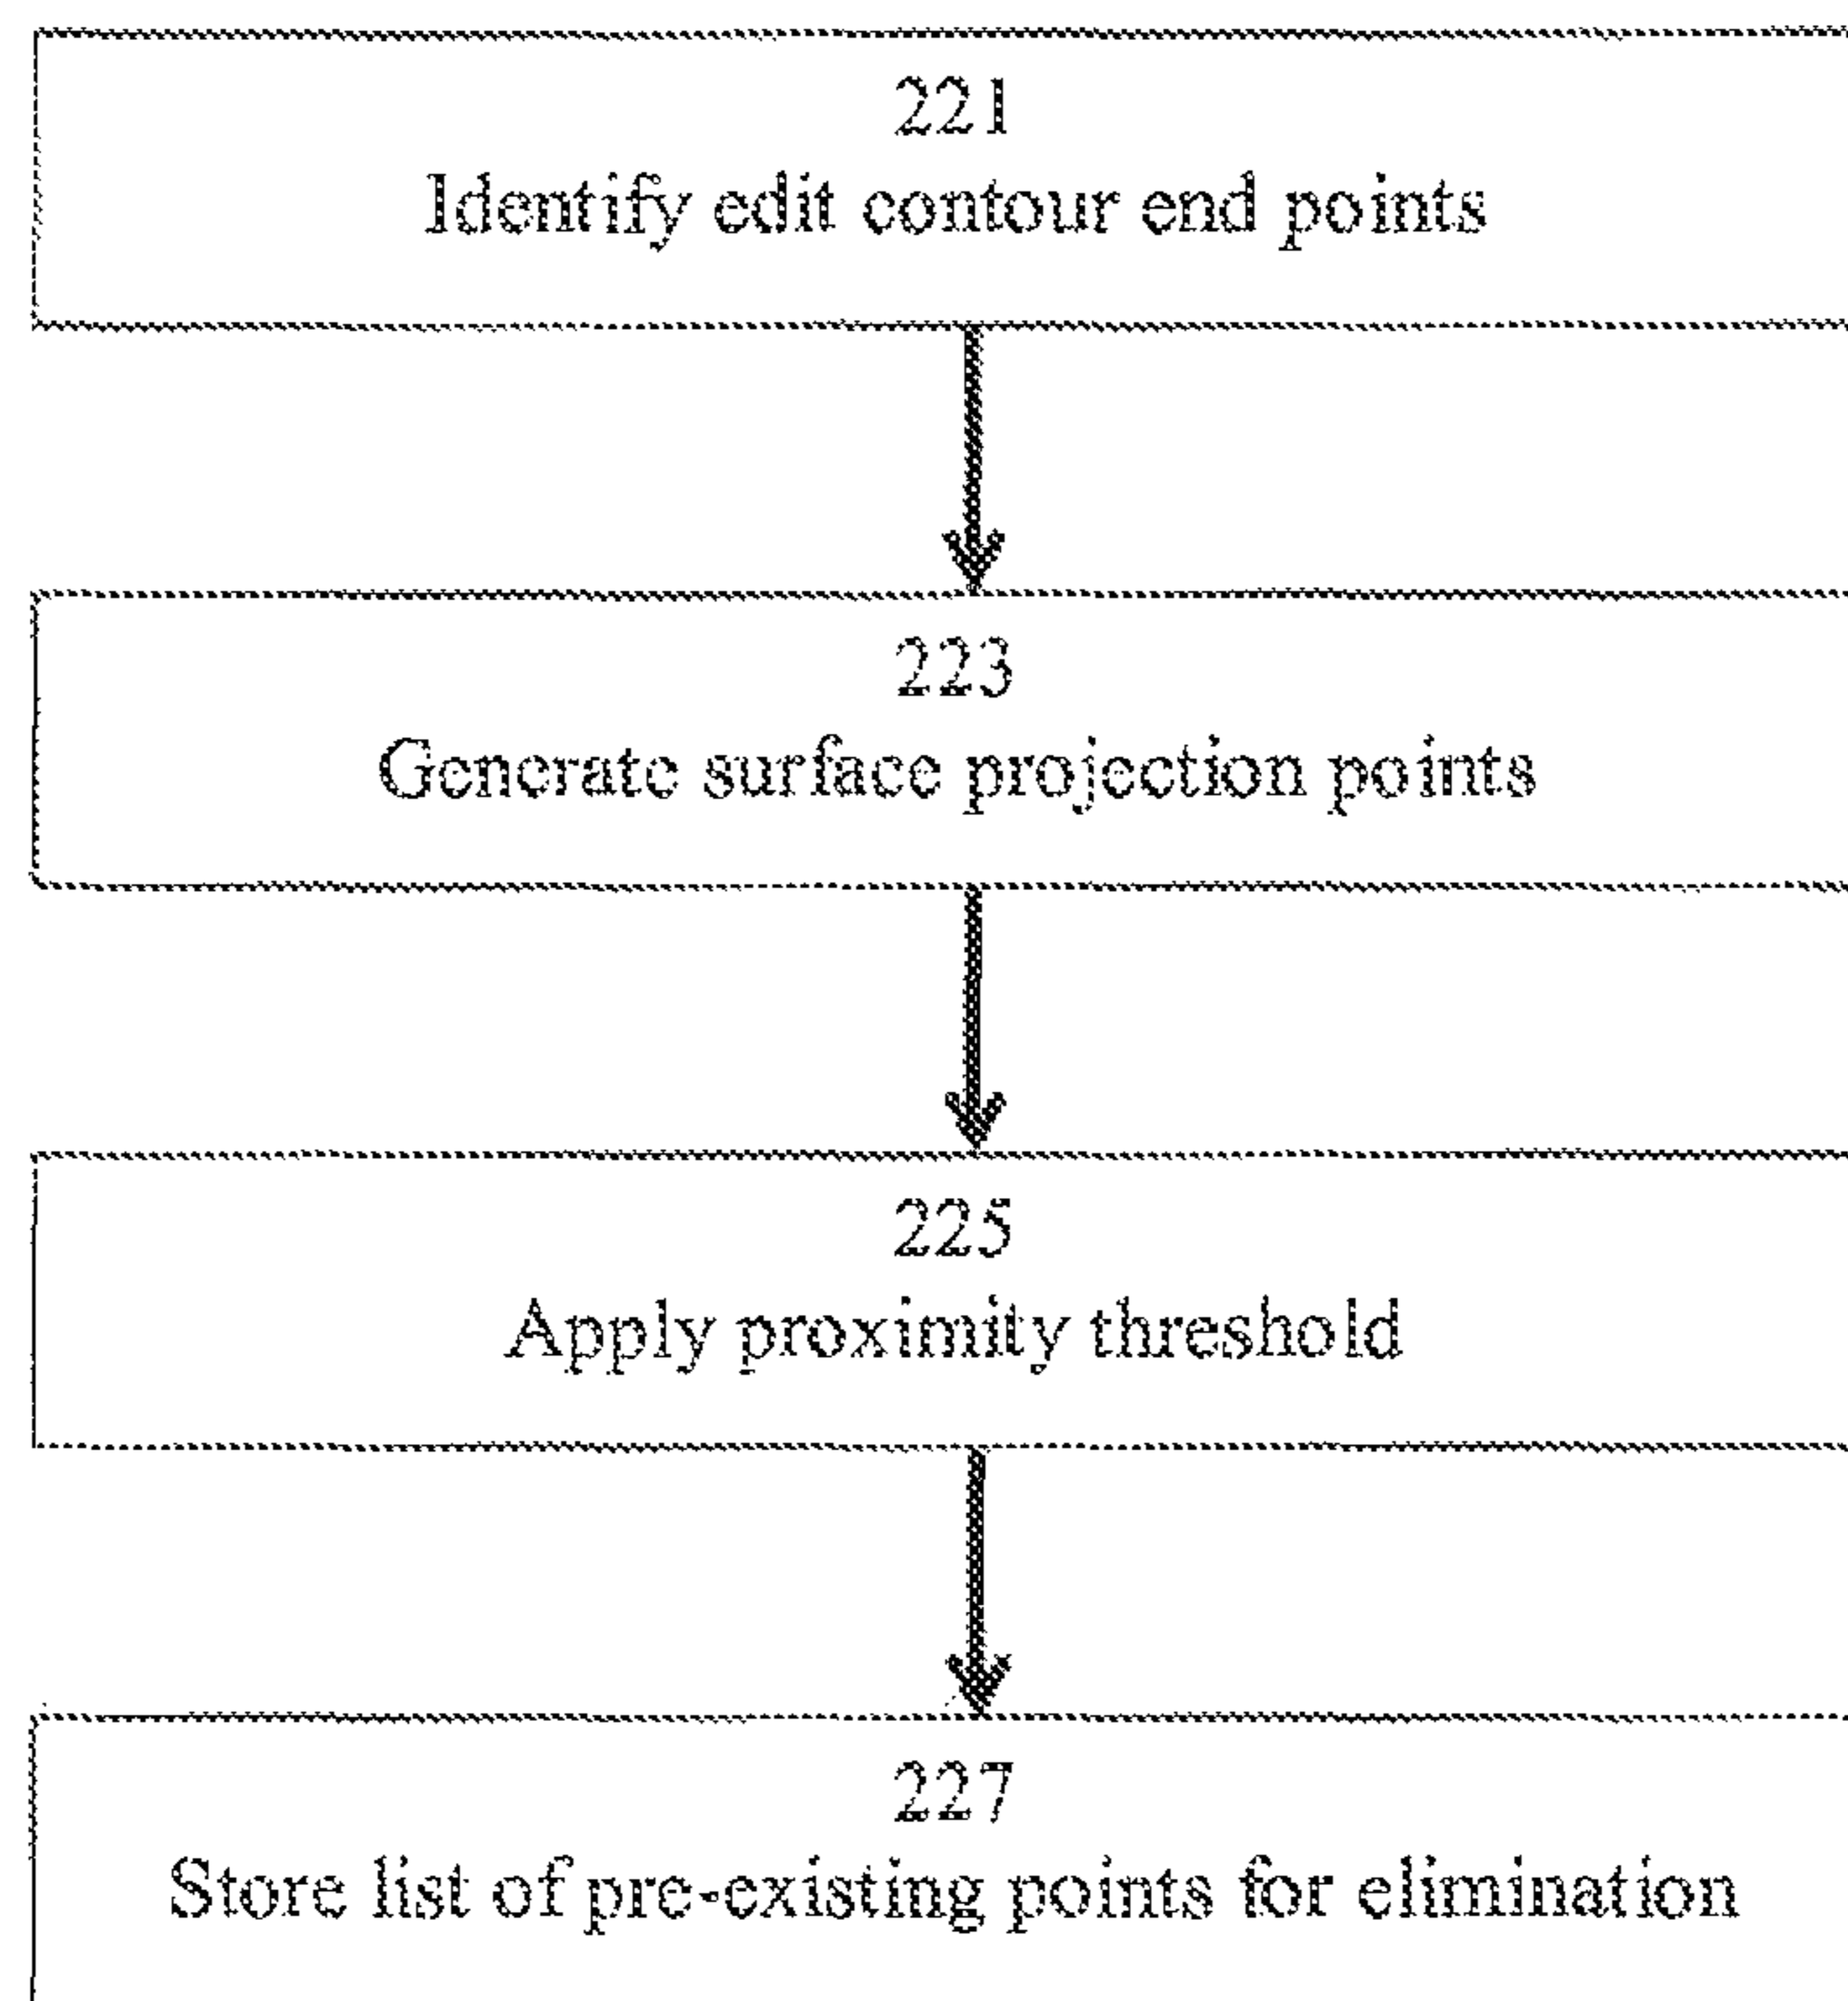 221
Identify edit contour end points
223
Generate surface projection points
225
Apply proximity threshold
227
Store list of pre-existing points for elimination